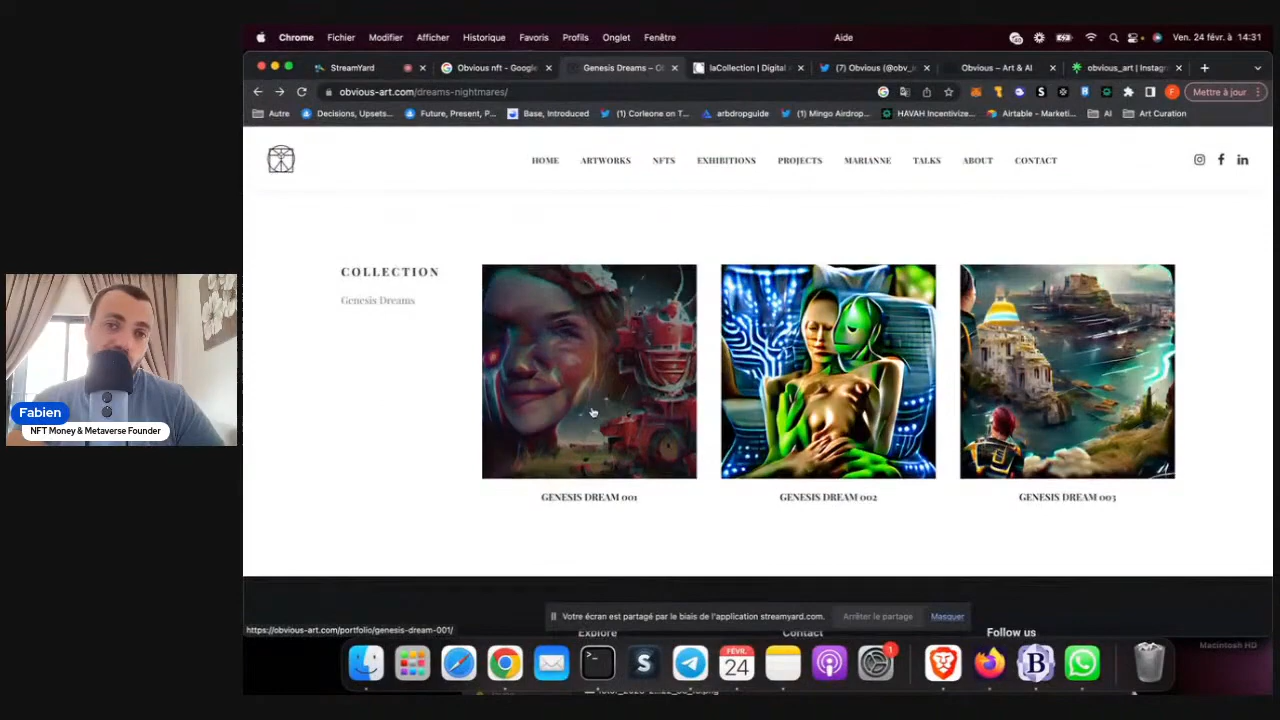 Chrome Fichier Modifier Afficher Historique Favoris Profils Onglet Fenêtre Aide Ven. 24 févr à 14:31
StreamYard
Obvious nft - Google
Genesis Dreams – O
laCollection | Digital
(7) Obvious (@obv_
Obvious – Art & AI
obvious_art | Instag
obvious-art.com/dreams-nightmares/
Mettre à jour
Autre
Decisions, Upsets...
Future, Present, P...
Base, Introduced
(1) Corleone on T...
arbdropguide
(1) Mingo Airdrop...
HAVAH Incentivize...
Airtable - Marketi...
AI
Art Curation
HOME ARTWORKS NFTS EXHIBITIONS PROJECTS MARIANNE TALKS ABOUT CONTACT
COLLECTION
Genesis Dreams
GENESIS DREAM 001
GENESIS DREAM 002
GENESIS DREAM 003
Fabien
NFT Money & Metaverse Founder
Votre écran est partagé par le biais de l'application streamyard.com.
Arrêter le partage
Masquer
https://obvious-art.com/portfolio/genesis-dream-001/
Explore
Contact
Follow us
Macintosh HD
FÉVR.
24
1